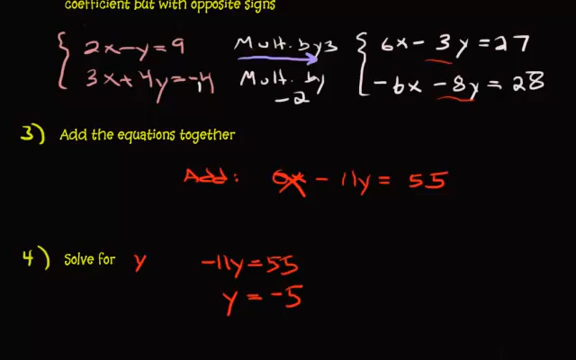 coefficient but with opposite signs
2x-y=9 Mult. by 3 6x - 3y = 27
3x+4y=-14 Mult. by -2 -6x - 8y = 28
3) Add the equations together
Add: 0x - 11y = 55
4) Solve for y -11y = 55
y = -5